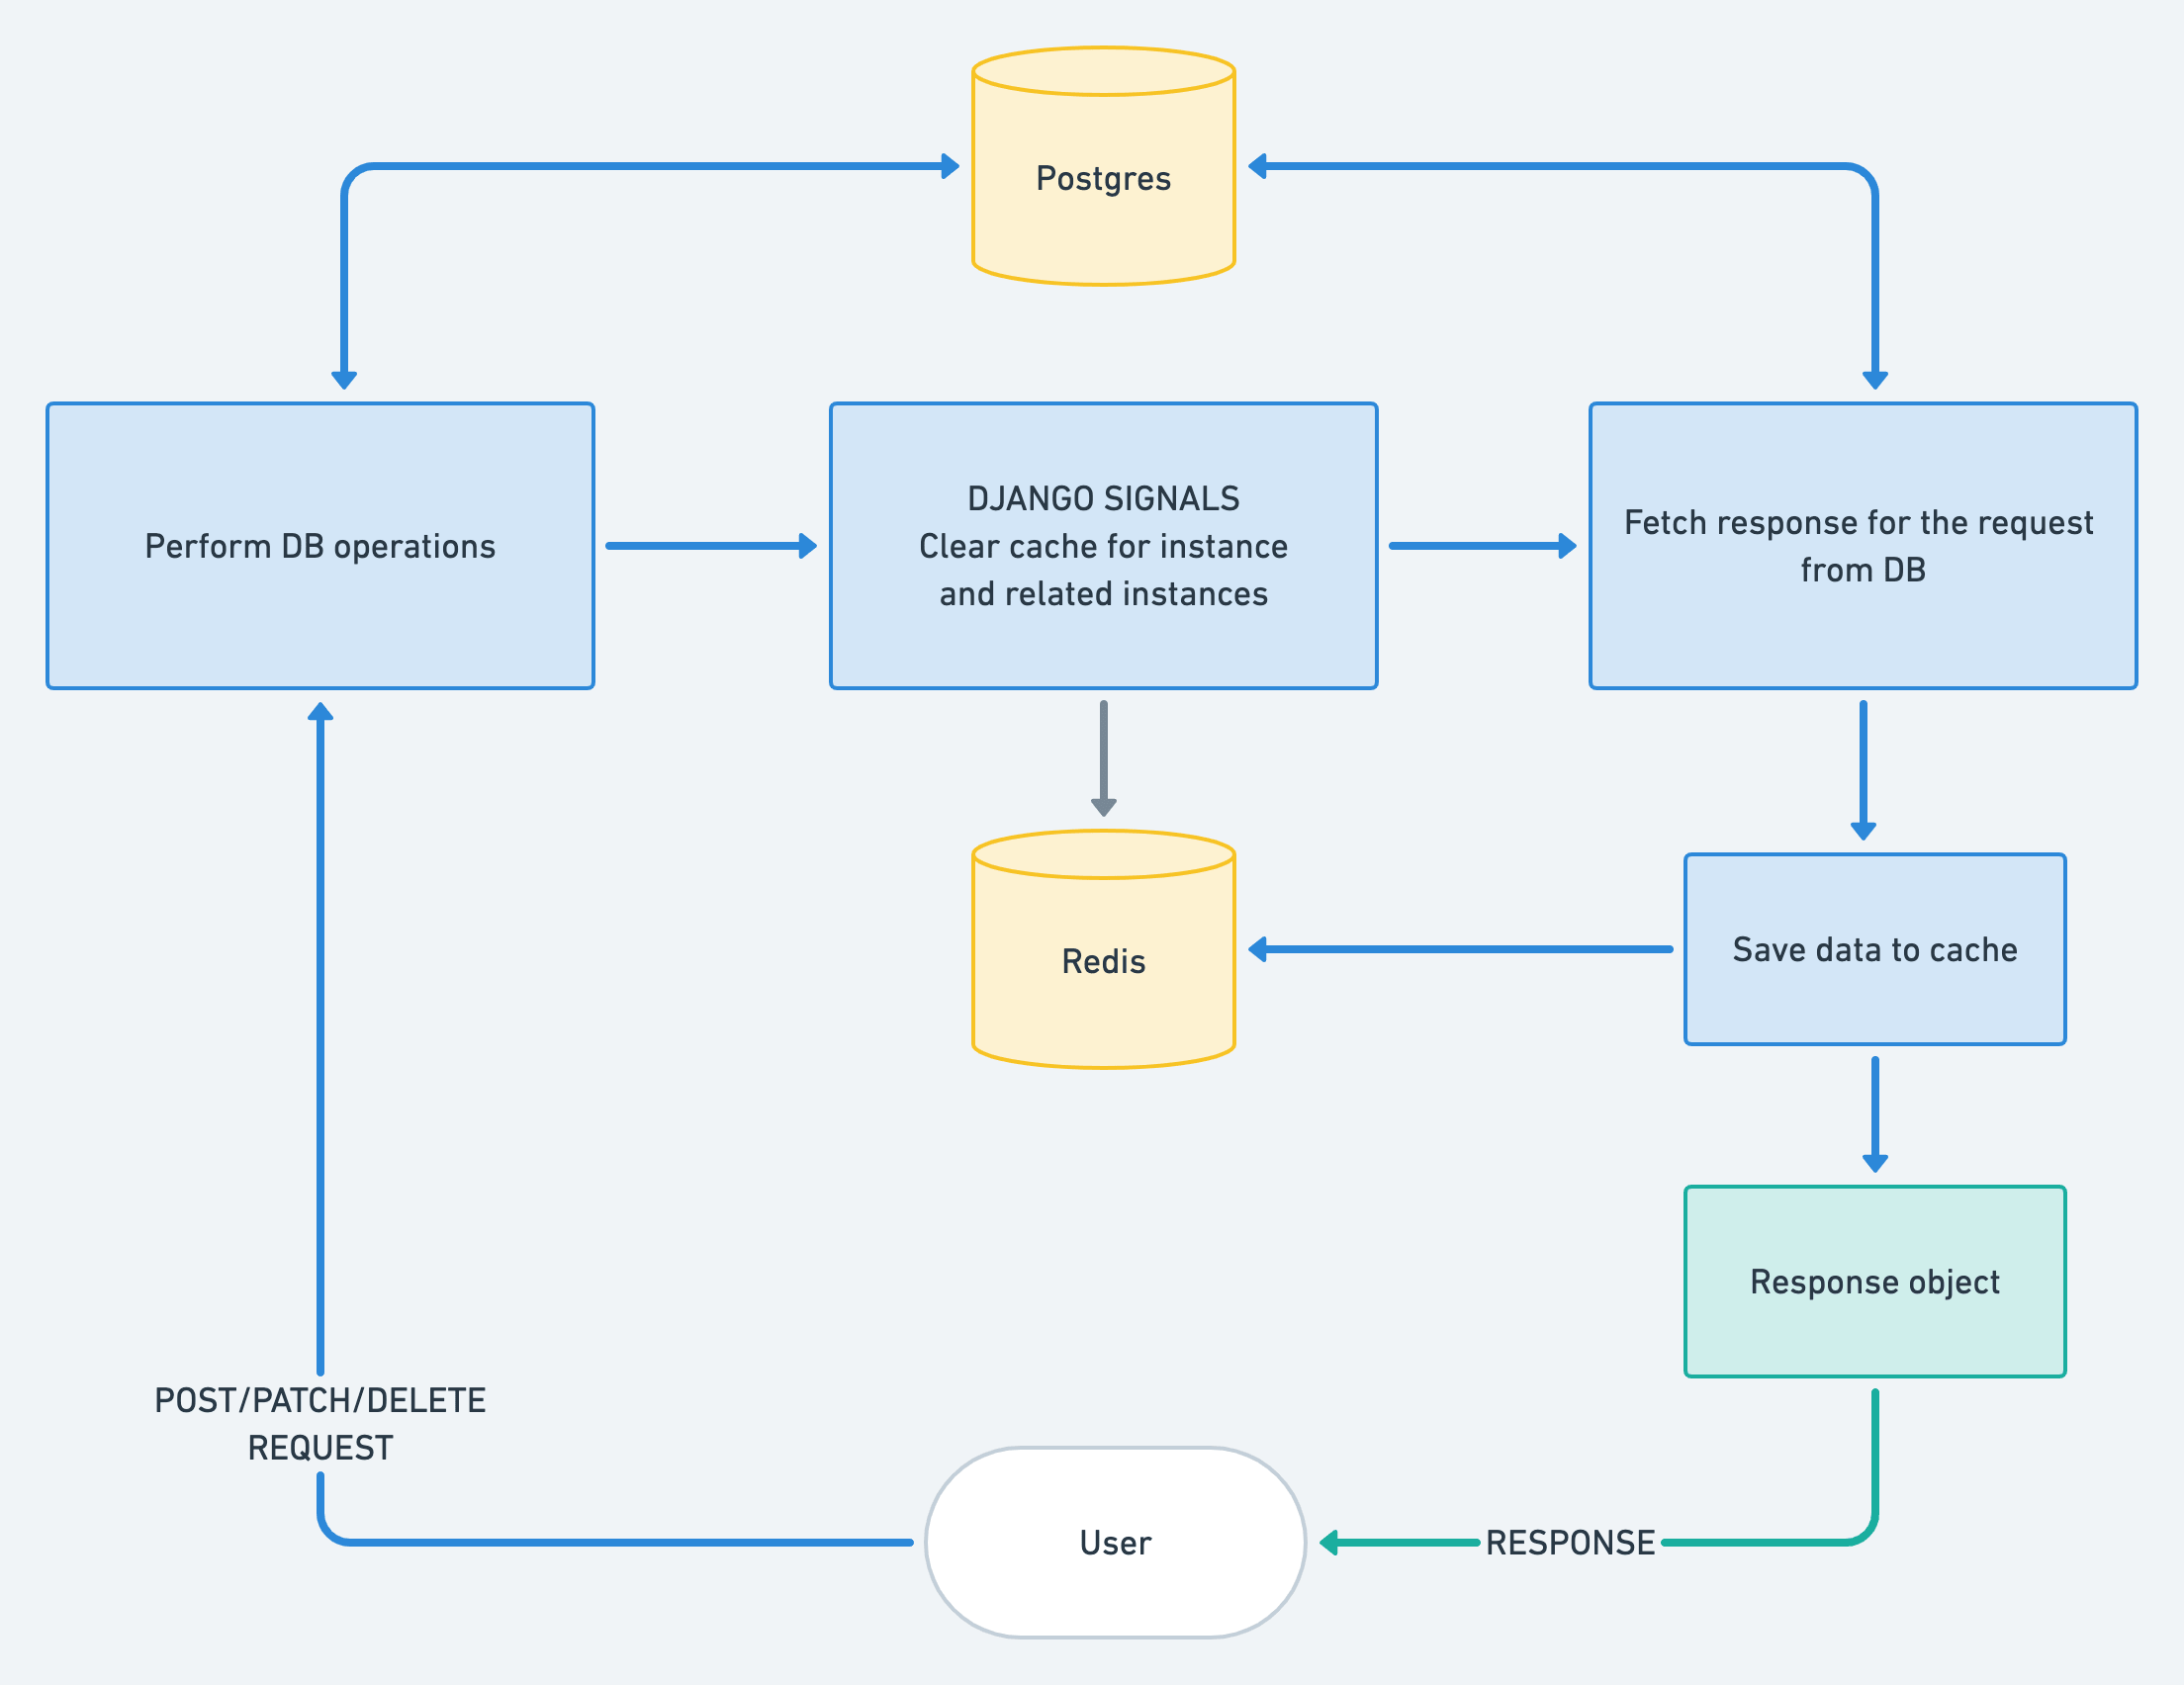 Postgres
Perform DB operations
DJANGO SIGNALS
Clear cache for instance
and related instances
Fetch response for the request
from DB
Redis
Save data to cache
Response object
POST/PATCH/DELETE
REQUEST
User
RESPONSE